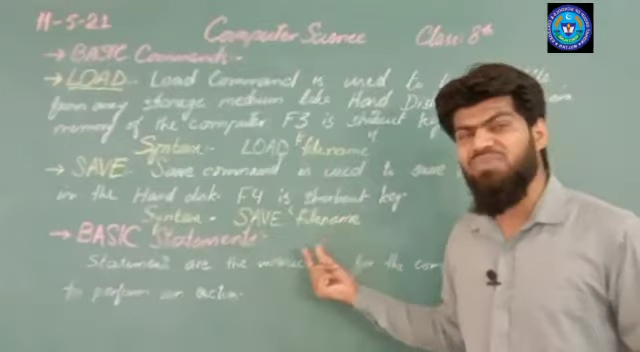 11-5-21 Computer Science Class: 8th
→ BASIC Commands:-
→ LOAD:- Load Command is used to
from any storage medium like Hard Disk
memory of the computer F3 is shortcut key
Syntax:- LOAD "filename"
→ SAVE:- Save command is used to save
in the Hard disk. F4 is shortcut key.
Syntax:- SAVE "filename
→ BASIC Statements:-
Statement are the for the
to perform an action.